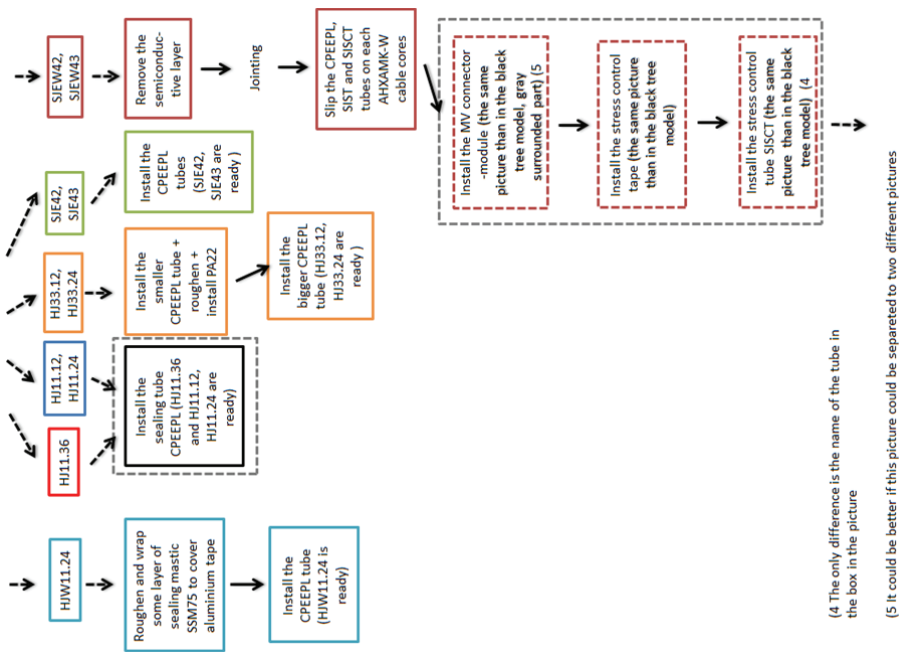 HJW11.24
Roughen and wrap
some layer of
sealing mastic
SSM75 to cover
aluminium tape
Install the
CPEEPL tube
(HJW11.24 is
ready)
HJ11.36
HJ11.12,
HJ11.24
Install the
sealing tube
CPEEPL (HJ11.36
and HJ11.12,
HJ11.24 are
ready)
HJ33.12,
HJ33.24
Install the
smaller
CPEEPL tube +
roughen +
install PA22
Install the
bigger CPEEPL
tube (HJ33.12,
HJ33.24 are
ready )
SJE42,
SJE43
Install the
CPEEPL
tubes
(SJE42,
SJE43 are
ready )
SJEW42,
SJEW43
Remove the
semiconduc-
tive layer
Jointing
Slip the CPEEPL,
SIST and SISCT
tubes on each
AHXAMK-W
cable cores
Install the MV connector
-module (the same
picture than in the black
tree model, gray
surrounded part) (5
Install the stress control
tape (the same picture
than in the black tree
model)
Install the stress control
tube SISCT (the same
picture than in the black
tree model) (4
(4 The only difference is the name of the tube in
the box in the picture
(5 It could be better if this picture could be separeted to two different pictures